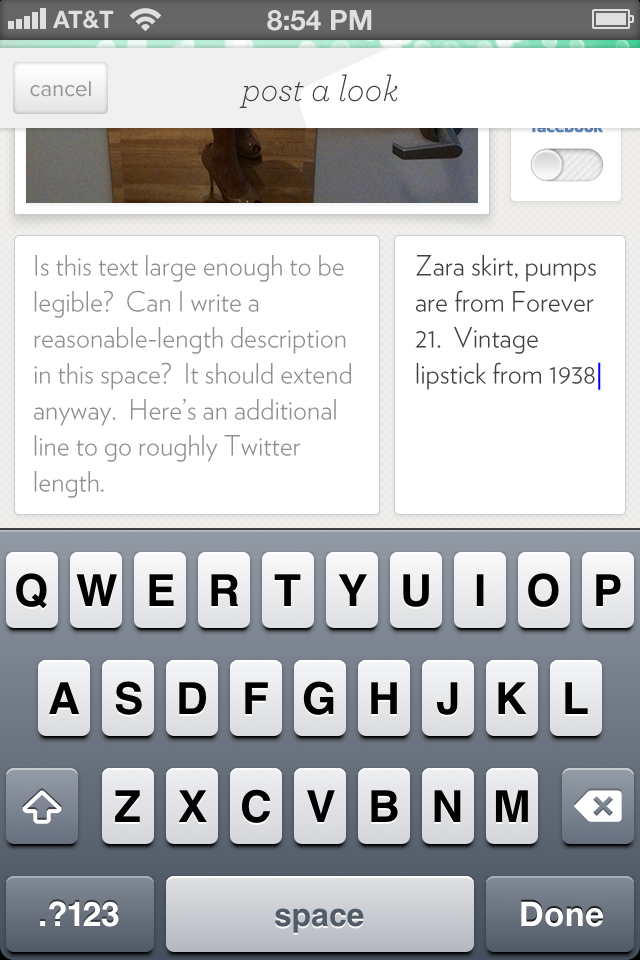 AT&T 8:54 PM
cancel
post a look
facebook
Is this text large enough to be
legible?  Can I write a
reasonable-length description
in this space?  It should extend
anyway.  Here's an additional
line to go roughly Twitter
length.
Zara skirt, pumps
are from Forever
21.  Vintage
lipstick from 1938
Q W E R T Y U I O P
A S D F G H J K L
Z X C V B N M
.?123 space Done